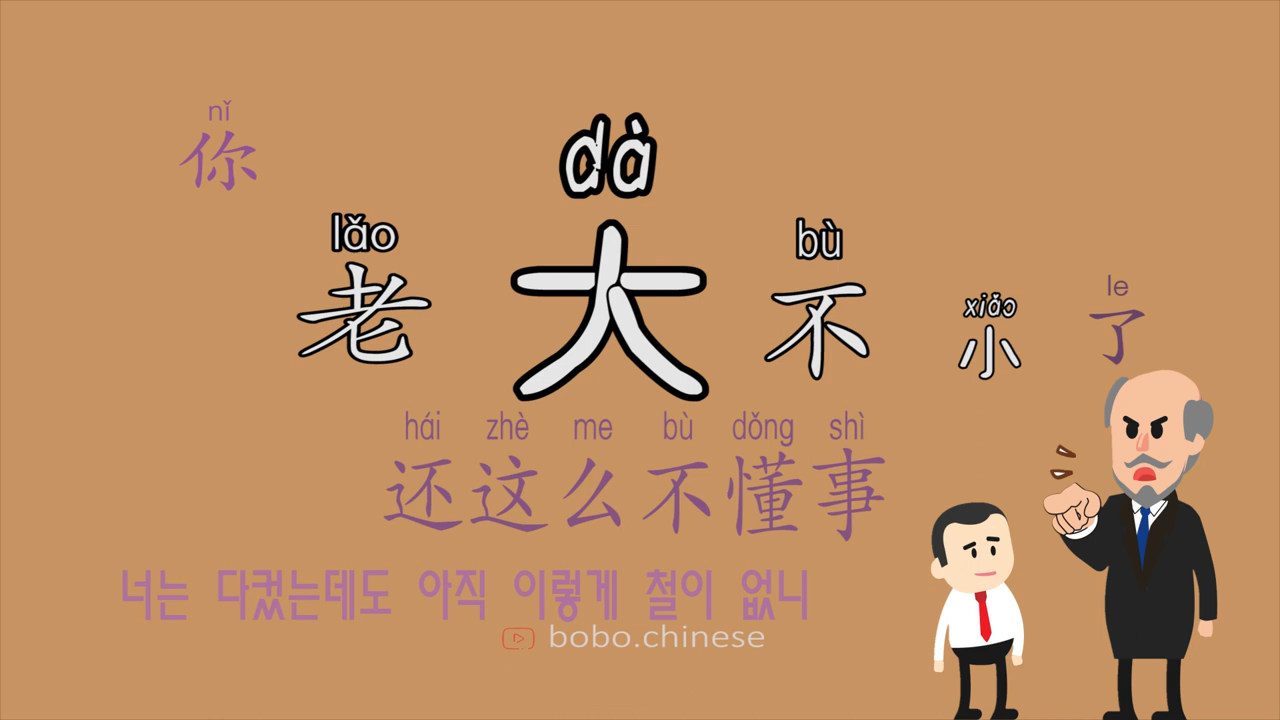 nǐ lǎo dà bù xiǎo le
你老大不小了
hái zhè me bù dǒng shì
还这么不懂事
너는 다컸는데도 아직 이렇게 철이 없니
bobo.chinese